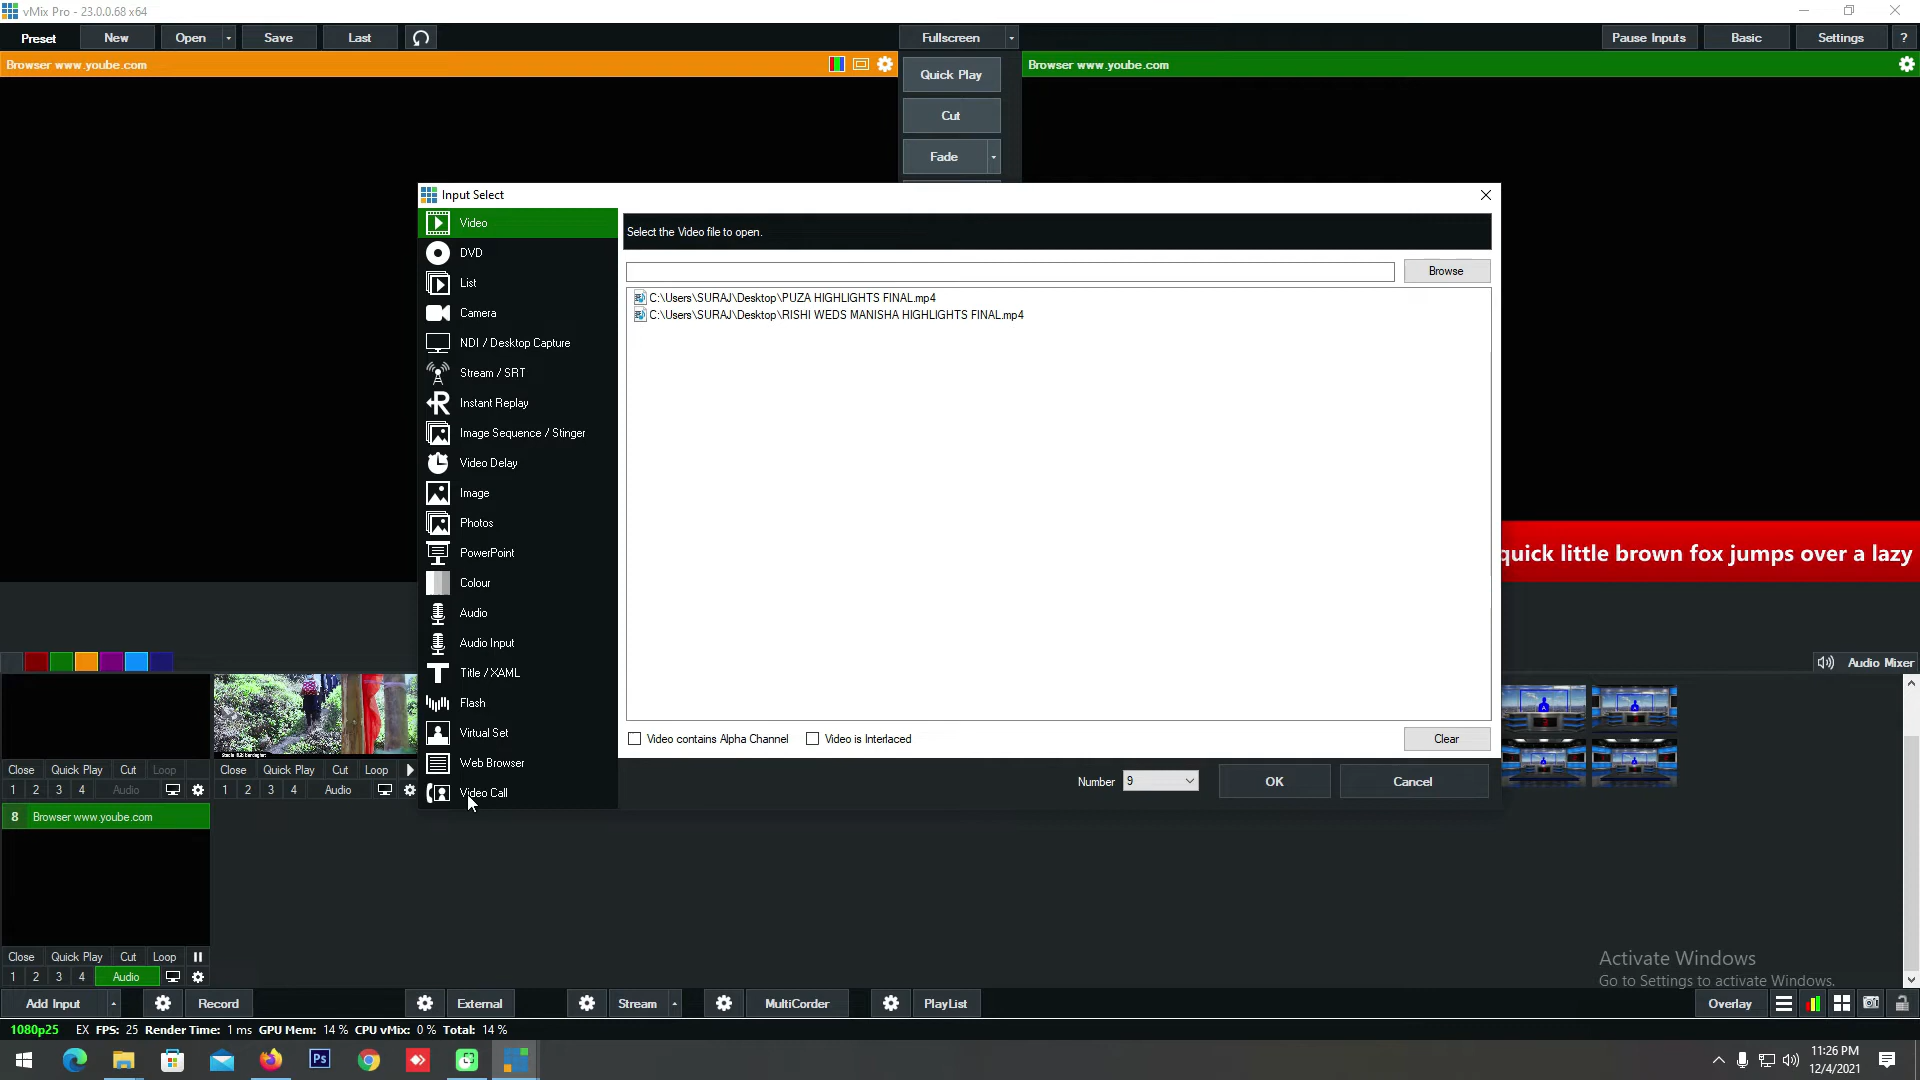 vMix Pro - 23.0.0.68 x64
Preset New Open Save Last Fullscreen Pause Inputs Basic Settings ?
Browser www.yoube.com
Browser www.yoube.com
Quick Play
Cut
Fade
Input Select
Video
DVD
List
Camera
NDI / Desktop Capture
Stream / SRT
Instant Replay
Image Sequence / Stinger
Video Delay
Image
Photos
PowerPoint
Colour
Audio
Audio Input
Title / XAML
Flash
Virtual Set
Web Browser
Video Call
Select the Video file to open.
Browse
C:\Users\SURAJ\Desktop\PUZA HIGHLIGHTS FINAL.mp4
C:\Users\SURAJ\Desktop\RISHI WEDS MANISHA HIGHLIGHTS FINAL.mp4
Video contains Alpha Channel Video is Interlaced Clear
Number 9 OK Cancel
quick little brown fox jumps over a lazy
Audio Mixer
Close Quick Play Cut Loop
1 2 3 4 Audio
Close Quick Play Cut Loop
1 2 3 4 Audio
8 Browser www.yoube.com
Close Quick Play Cut Loop
1 2 3 4 Audio
Activate Windows
Go to Settings to activate Windows.
Add Input Record External Stream MultiCorder PlayList Overlay
1080p25 EX FPS: 25 Render Time: 1 ms GPU Mem: 14 % CPU vMix: 0 % Total: 14 %
Ps
11:26 PM
12/4/2021